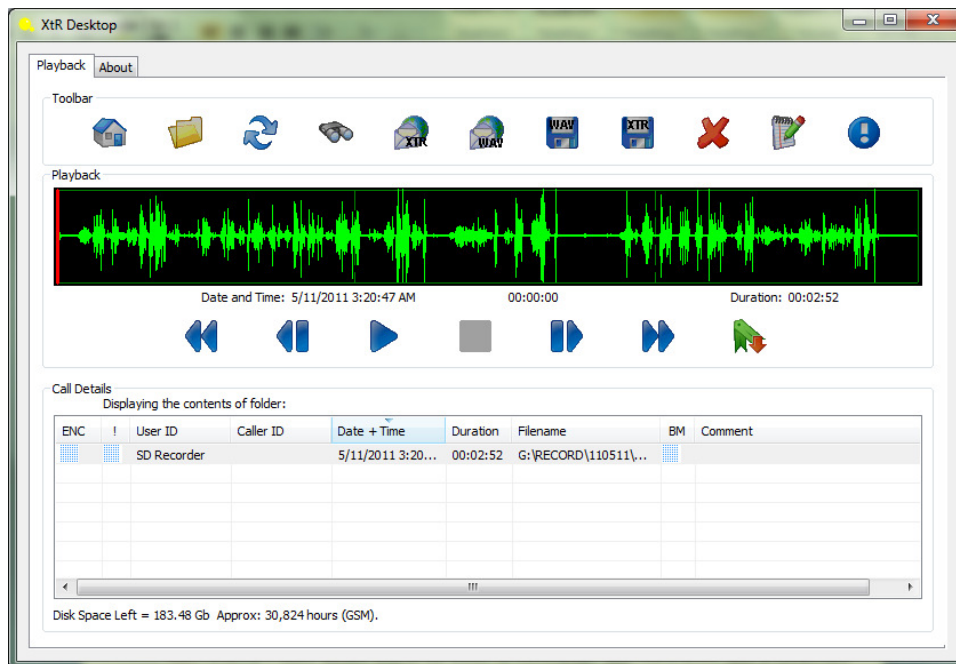 XtR Desktop
Playback About
Toolbar
XTR WAV WAV XTR
Playback
Date and Time: 5/11/2011 3:20:47 AM 00:00:00 Duration: 00:02:52
Call Details
Displaying the contents of folder:
ENC ! User ID Caller ID Date + Time Duration Filename BM Comment
SD Recorder 5/11/2011 3:20... 00:02:52 G:\RECORD\110511\...
Disk Space Left = 183.48 Gb Approx: 30,824 hours (GSM).